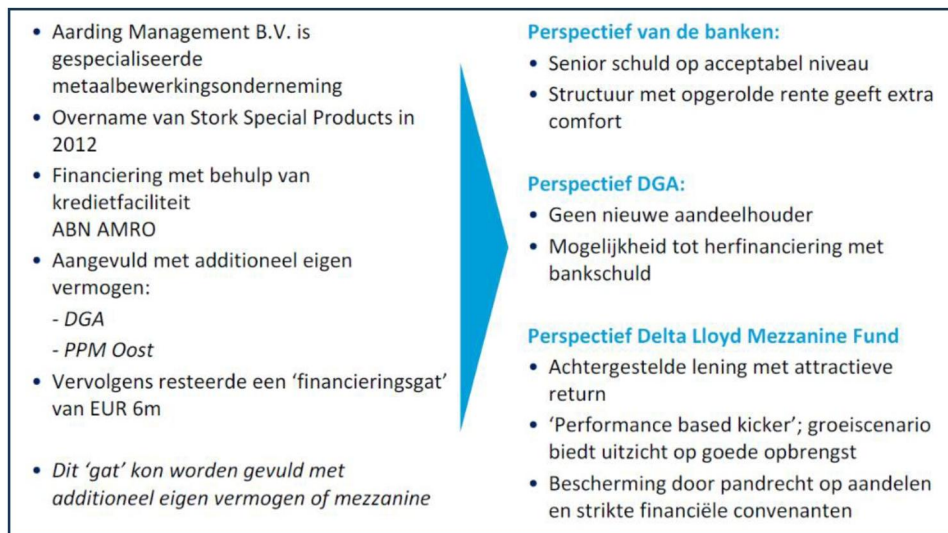 • Aarding Management B.V. is
gespecialiseerde
metaalbewerkingsonderneming
• Overname van Stork Special Products in
2012
• Financiering met behulp van
kredietfaciliteit
ABN AMRO
• Aangevuld met additioneel eigen
vermogen:
- DGA
- PPM Oost
• Vervolgens resteerde een ‘financieringsgat’
van EUR 6m
• Dit ‘gat’ kon worden gevuld met
additioneel eigen vermogen of mezzanine
Perspectief van de banken:
• Senior schuld op acceptabel niveau
• Structuur met opgerolde rente geeft extra
comfort
Perspectief DGA:
• Geen nieuwe aandeelhouder
• Mogelijkheid tot herfinanciering met
bankschuld
Perspectief Delta Lloyd Mezzanine Fund
• Achtergestelde lening met attractieve
return
• ‘Performance based kicker’; groeiscenario
biedt uitzicht op goede opbrengst
• Bescherming door pandrecht op aandelen
en strikte financiële convenanten